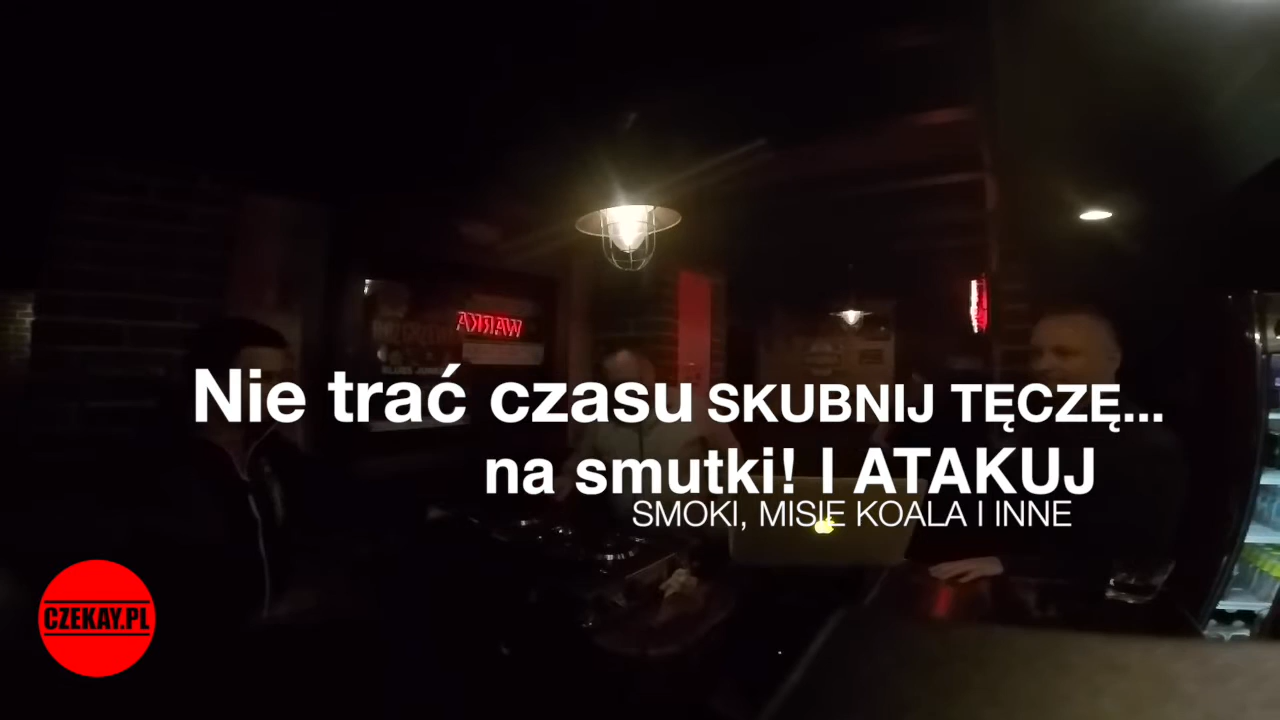 WARKA
Nie trać czasu SKUBNIJ TĘCZĘ...
na smutki! I ATAKUJ
SMOKI, MISIE KOALA I INNE
CZEKAY.PL